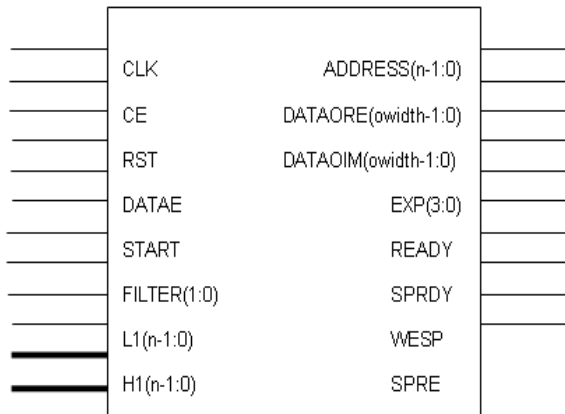 CLK ADDRESS(n-1:0)
CE DATAORE(owidth-1:0)
RST DATAOIM(owidth-1:0)
DATAE EXP(3:0)
START READY
FILTER(1:0) SPRDY
L1(n-1:0) WESP
H1(n-1:0) SPRE